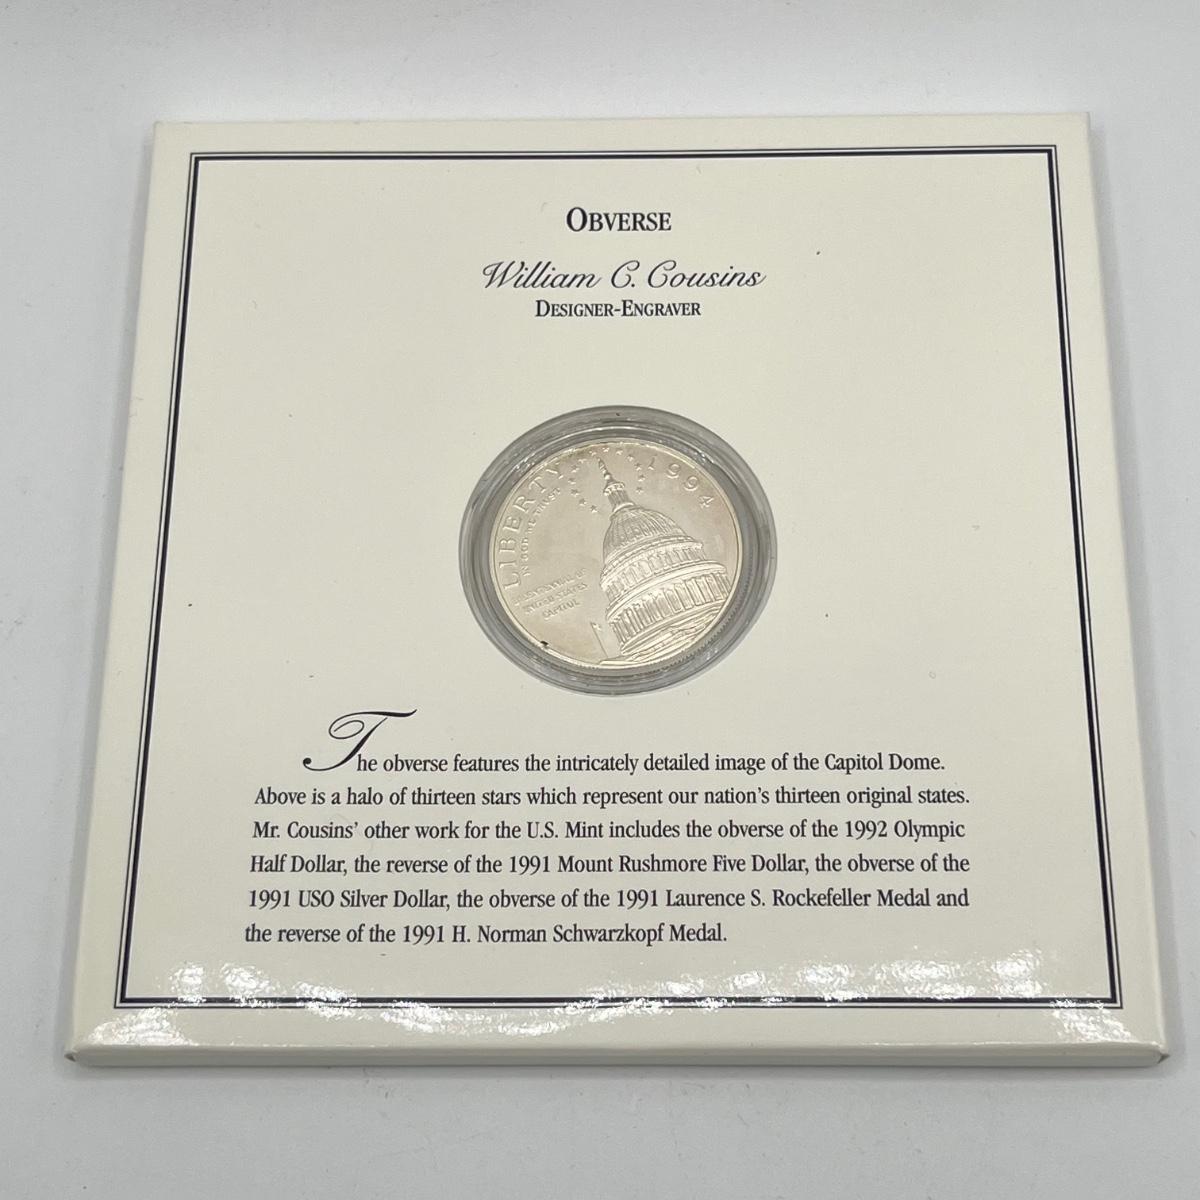 OBVERSE
William C. Cousins
DESIGNER-ENGRAVER
LIBERTY
1994
IN GOD WE TRUST
BICENTENNIAL OF
UNITED STATES
CAPITOL
The obverse features the intricately detailed image of the Capitol Dome.
Above is a halo of thirteen stars which represent our nation's thirteen original states.
Mr. Cousins' other work for the U.S. Mint includes the obverse of the 1992 Olympic
Half Dollar, the reverse of the 1991 Mount Rushmore Five Dollar, the obverse of the
1991 USO Silver Dollar, the obverse of the 1991 Laurence S. Rockefeller Medal and
the reverse of the 1991 H. Norman Schwarzkopf Medal.